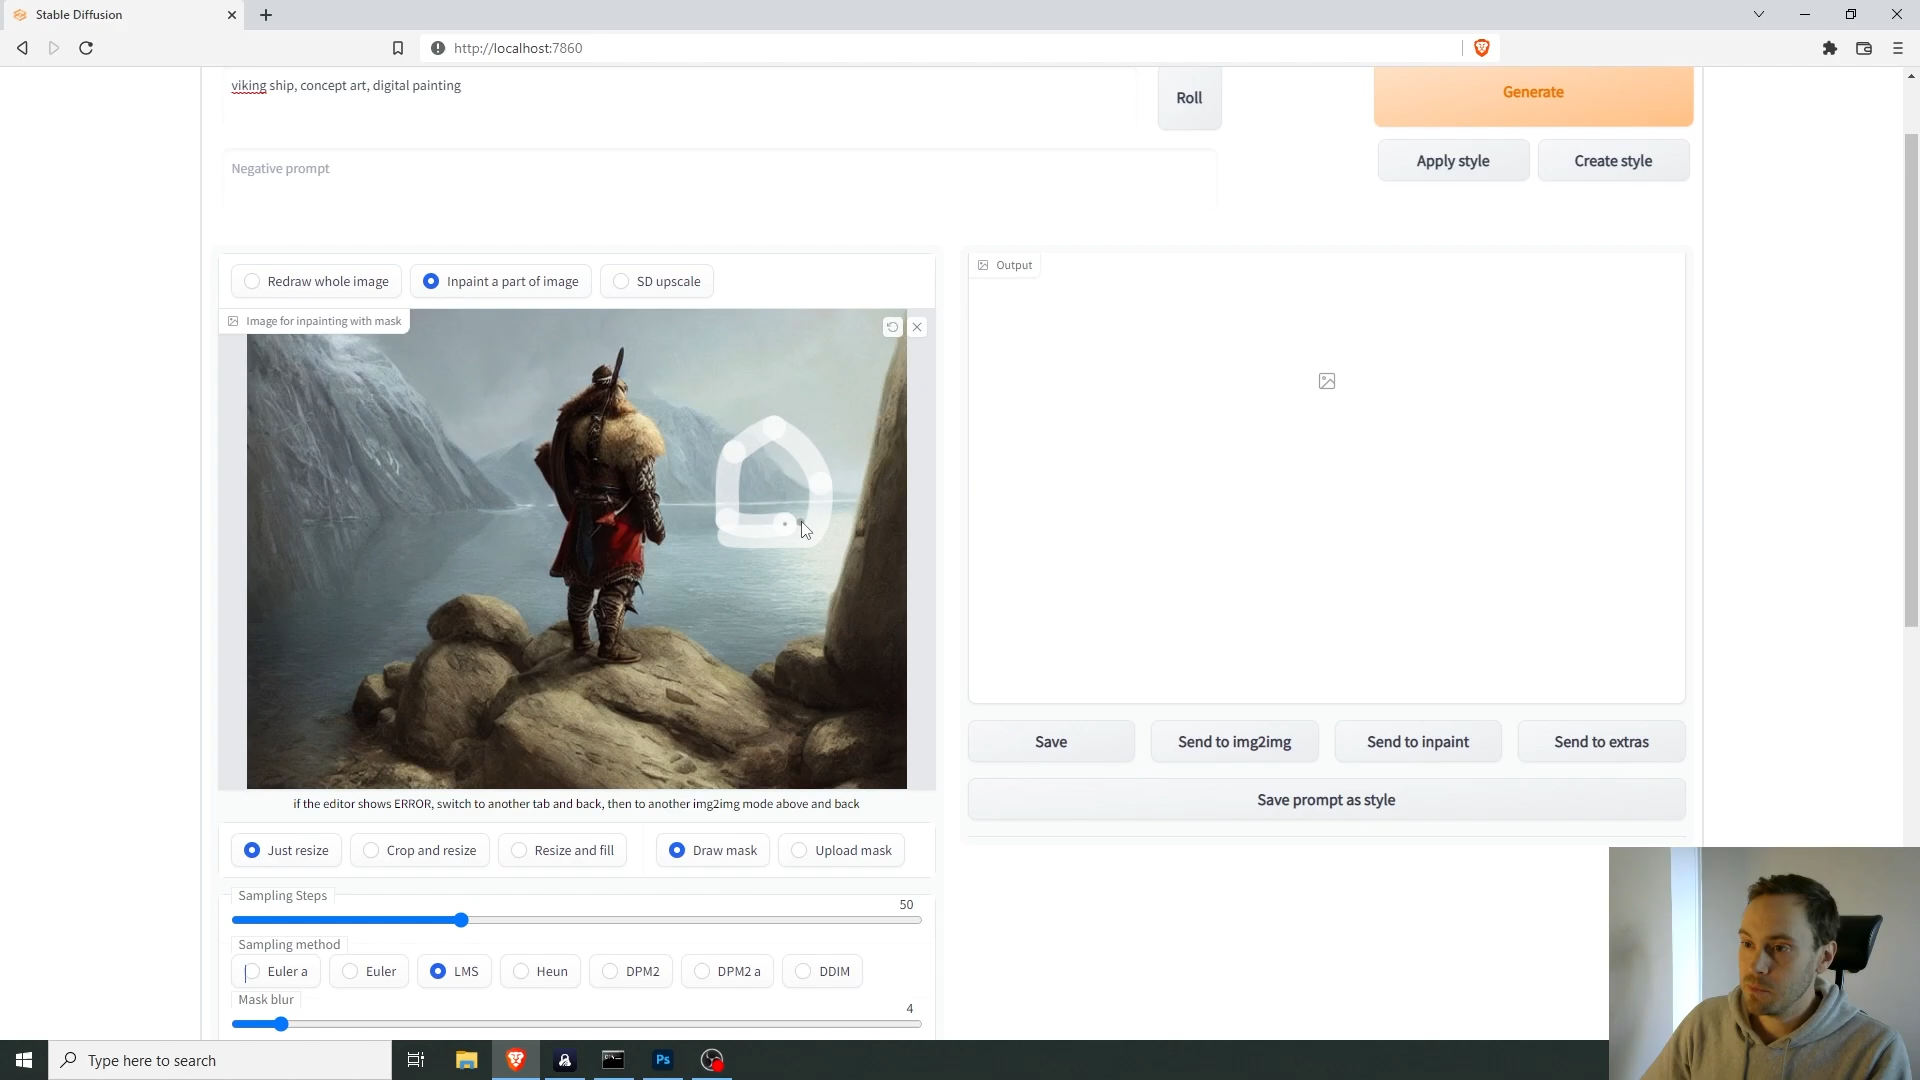 Stable Diffusion
http://localhost:7860
viking ship, concept art, digital painting
Roll
Generate
Negative prompt
Apply style
Create style
Redraw whole image
Inpaint a part of image
SD upscale
Image for inpainting with mask
Output
Save
Send to img2img
Send to inpaint
Send to extras
Save prompt as style
if the editor shows ERROR, switch to another tab and back, then to another img2img mode above and back
Just resize
Crop and resize
Resize and fill
Draw mask
Upload mask
Sampling Steps
50
Sampling method
Euler a
Euler
LMS
Heun
DPM2
DPM2 a
DDIM
Mask blur
4
Type here to search
Ps